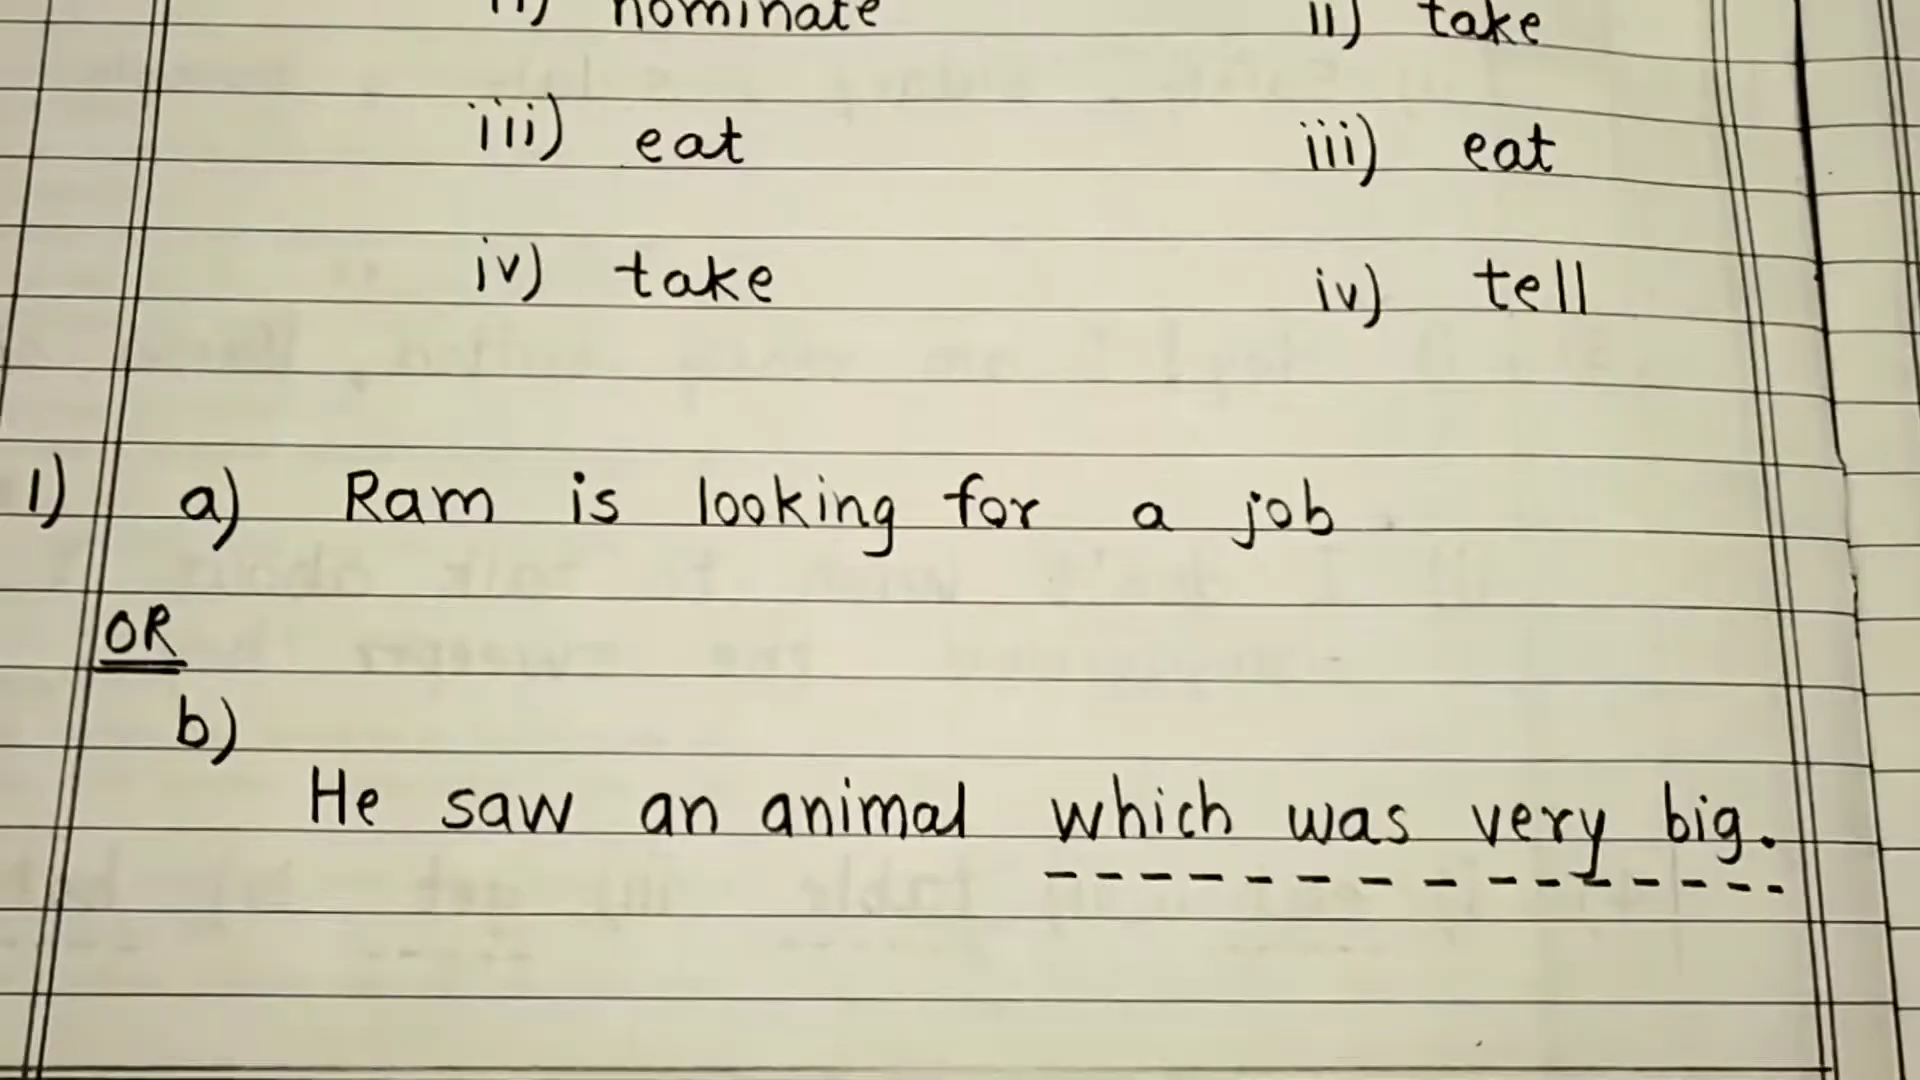 ii) nominate ii) take
iii) eat iii) eat
iv) take iv) tell
1) a) Ram is looking for a job
OR
b)
He saw an animal which was very big.